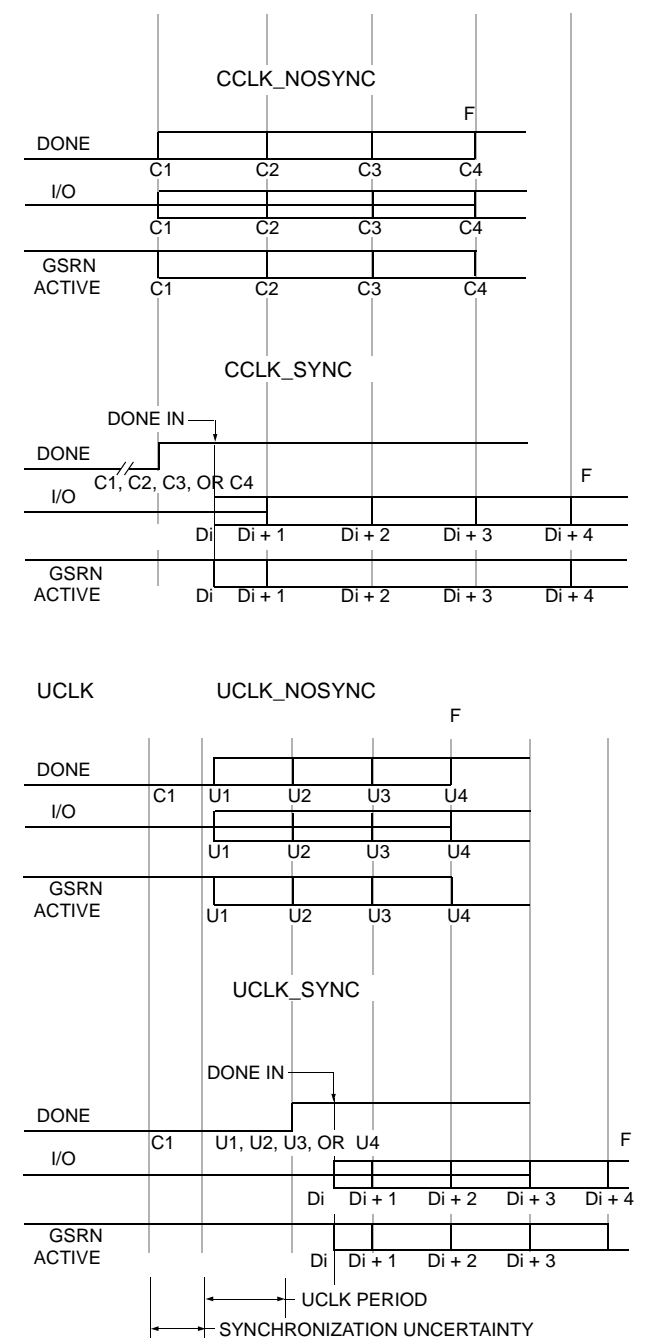 CCLK_NOSYNC
F
DONE
C1 C2 C3 C4
I/O
C1 C2 C3 C4
GSRN
ACTIVE
C1 C2 C3 C4
CCLK_SYNC
DONE IN
DONE
C1, C2, C3, OR C4
F
I/O
Di Di + 1 Di + 2 Di + 3 Di + 4
GSRN
ACTIVE
Di Di + 1 Di + 2 Di + 3 Di + 4
UCLK UCLK_NOSYNC
F
DONE
C1 U1 U2 U3 U4
I/O
U1 U2 U3 U4
GSRN
ACTIVE
U1 U2 U3 U4
UCLK_SYNC
DONE IN
DONE
C1 U1, U2, U3, OR U4
F
I/O
Di Di + 1 Di + 2 Di + 3 Di + 4
GSRN
ACTIVE
Di Di + 1 Di + 2 Di + 3
UCLK PERIOD
SYNCHRONIZATION UNCERTAINTY